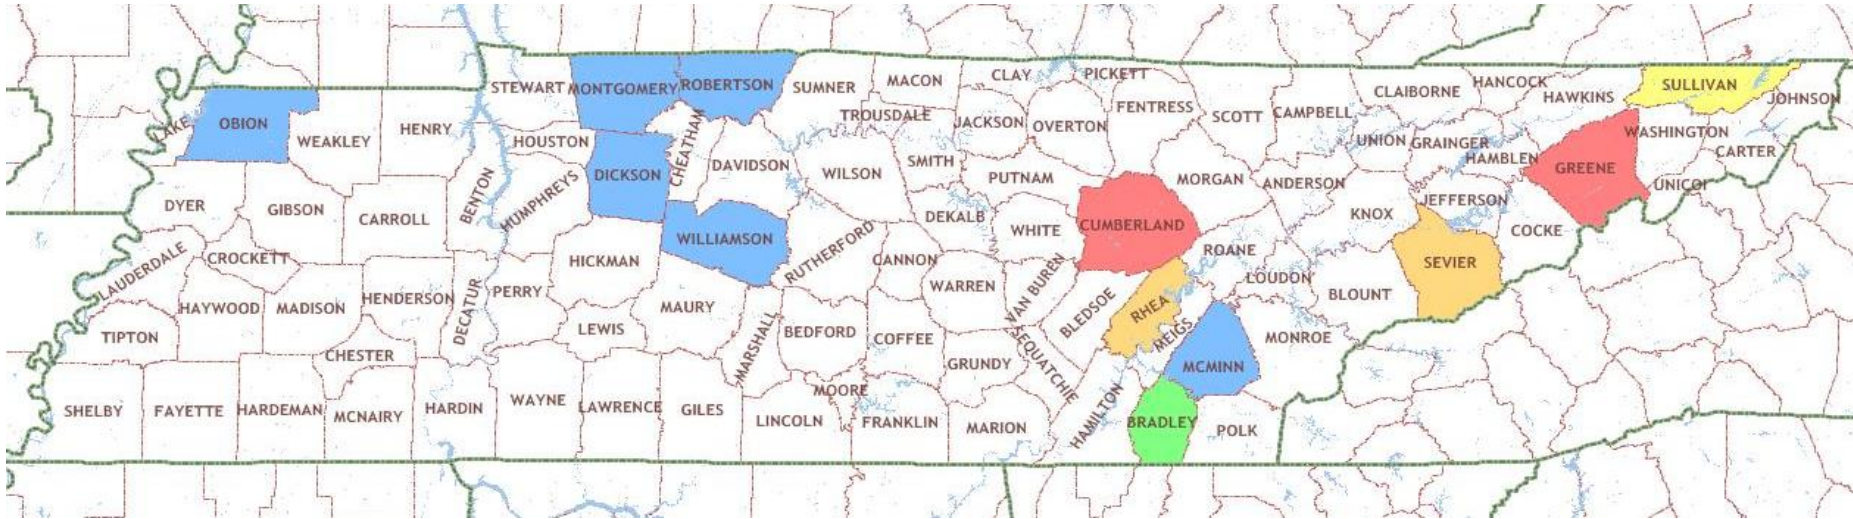 STEWART
MONTGOMERY
ROBERTSON
SUMNER
MACON
CLAY
PICKETT
CLAIBORNE
HANCOCK
HAWKINS
SULLIVAN
JOHNSON
LAKE
OBION
WEAKLEY
HENRY
HOUSTON
CHEATHAM
TROUSDALE
JACKSON
OVERTON
FENTRESS
SCOTT
CAMPBELL
UNION
GRAINGER
HAMBLEN
GREENE
WASHINGTON
CARTER
UNICOI
DYER
GIBSON
CARROLL
BENTON
HUMPHREYS
DICKSON
DAVIDSON
WILSON
SMITH
PUTNAM
MORGAN
ANDERSON
KNOX
JEFFERSON
COCKE
LAUDERDALE
CROCKETT
HICKMAN
WILLIAMSON
RUTHERFORD
DEKALB
CANNON
WHITE
CUMBERLAND
ROANE
LOUDON
BLOUNT
SEVIER
HAYWOOD
MADISON
HENDERSON
DECATUR
PERRY
LEWIS
MAURY
MARSHALL
BEDFORD
COFFEE
WARREN
VAN BUREN
BLEDSOE
RHEA
MEIGS
MCMINN
MONROE
TIPTON
CHESTER
GRUNDY
SEQUATCHIE
SHELBY
FAYETTE
HARDEMAN
MCNAIRY
HARDIN
WAYNE
LAWRENCE
GILES
LINCOLN
MOORE
FRANKLIN
MARION
HAMILTON
BRADLEY
POLK